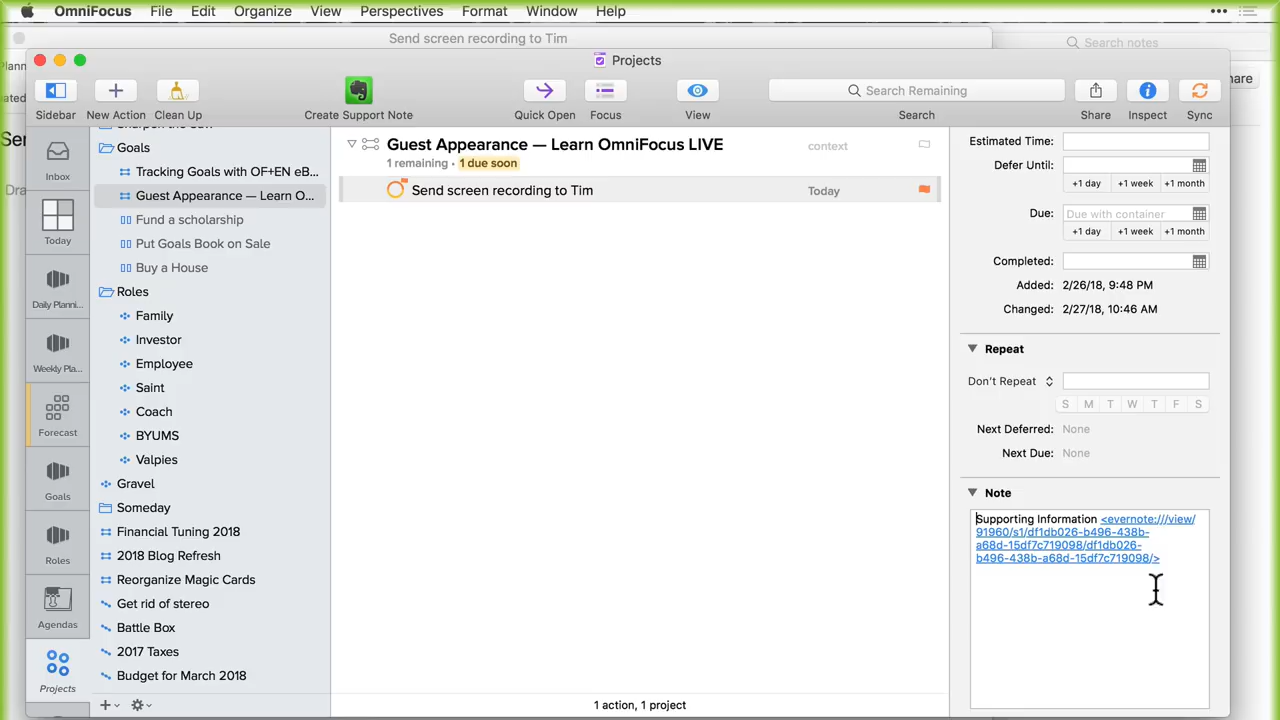 OmniFocus File Edit Organize View Perspectives Format Window Help
Send screen recording to Tim
Search notes
Projects
Sidebar
New Action
Clean Up
Create Support Note
Quick Open
Focus
View
Search Remaining
Search
Share
Inspect
Sync
Inbox
Today
Daily Planni...
Weekly Pla...
Forecast
Goals
Roles
Agendas
Projects
Goals
Tracking Goals with OF+EN eB...
Guest Appearance — Learn O...
Fund a scholarship
Put Goals Book on Sale
Buy a House
Roles
Family
Investor
Employee
Saint
Coach
BYUMS
Valpies
Gravel
Someday
Financial Tuning 2018
2018 Blog Refresh
Reorganize Magic Cards
Get rid of stereo
Battle Box
2017 Taxes
Budget for March 2018
Guest Appearance — Learn OmniFocus LIVE
context
1 remaining • 1 due soon
Send screen recording to Tim
Today
1 action, 1 project
Estimated Time:
Defer Until:
+1 day +1 week +1 month
Due: Due with container
+1 day +1 week +1 month
Completed:
Added: 2/26/18, 9:48 PM
Changed: 2/27/18, 10:46 AM
Repeat
Don't Repeat
S M T W T F S
Next Deferred: None
Next Due: None
Note
Supporting Information <evernote:///view/
91960/s1/df1db026-b496-438b-
a68d-15df7c719098/df1db026-
b496-438b-a68d-15df7c719098/>